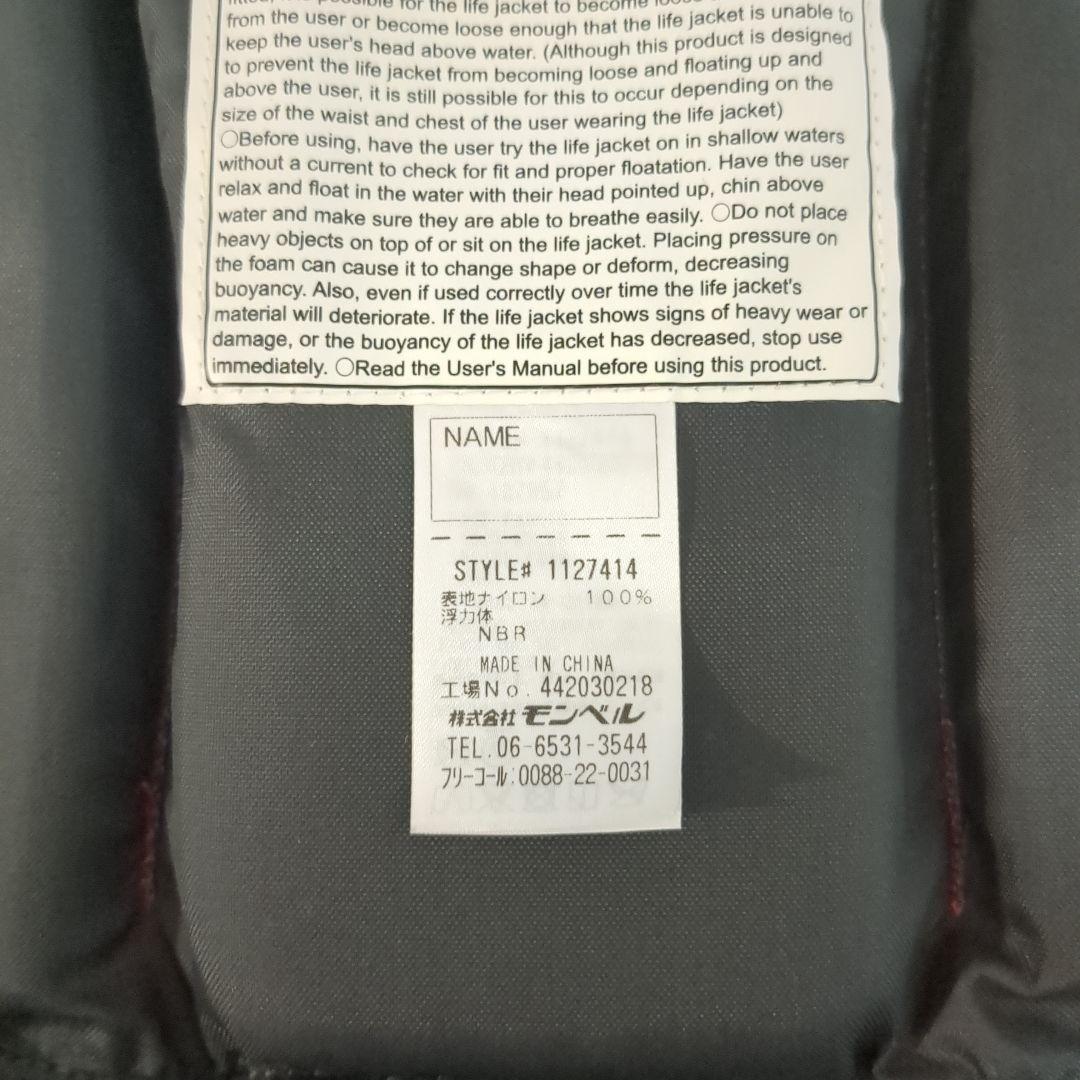 for the life jacket to become
from the user or become loose enough that the life jacket is unable to
keep the user's head above water. (Although this product is designed
to prevent the life jacket from becoming loose and floating up and
above the user, it is still possible for this to occur depending on the
size of the waist and chest of the user wearing the life jacket)
○Before using, have the user try the life jacket on in shallow waters
without a current to check for fit and proper floatation. Have the user
relax and float in the water with their head pointed up, chin above
water and make sure they are able to breathe easily. ○Do not place
heavy objects on top of or sit on the life jacket. Placing pressure on
the foam can cause it to change shape or deform, decreasing
buoyancy. Also, even if used correctly over time the life jacket's
material will deteriorate. If the life jacket shows signs of heavy wear or
damage, or the buoyancy of the life jacket has decreased, stop use
immediately. ○Read the User's Manual before using this product.
NAME
STYLE# 1127414
表地ナイロン 100%
浮力体
NBR
MADE IN CHINA
工場No. 442030218
株式会社モンベル
TEL.06-6531-3544
フリーコール:0088-22-0031